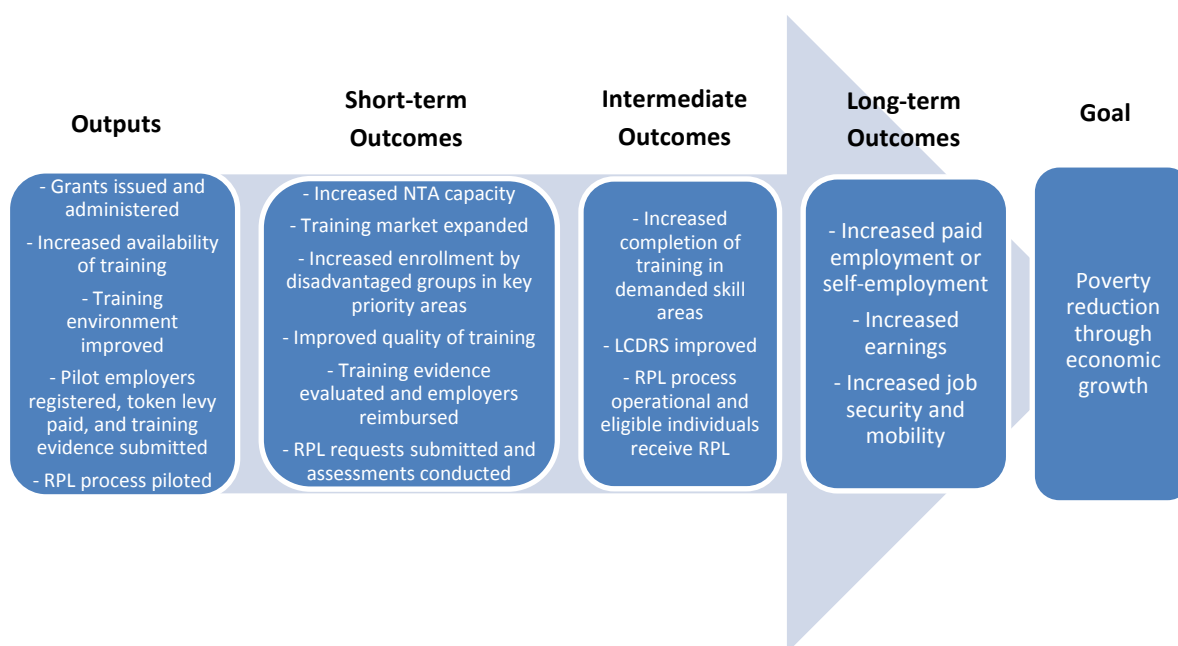 Outputs
- Grants issued and
administered
- Increased availability
of training
- Training
environment
improved
- Pilot employers
registered, token levy
paid, and training
evidence submitted
- RPL process piloted
Short-term
Outcomes
- Increased NTA capacity
- Training market expanded
- Increased enrollment by
disadvantaged groups in key
priority areas
- Improved quality of training
- Training evidence
evaluated and employers
reimbursed
- RPL requests submitted and
assessments conducted
Intermediate
Outcomes
- Increased
completion of
training in
demanded skill
areas
- LCDRS improved
- RPL process
operational and
eligible individuals
receive RPL
Long-term
Outcomes
- Increased paid
employment or
self-employment
- Increased
earnings
- Increased job
security and
mobility
Goal
Poverty
reduction
through
economic
growth